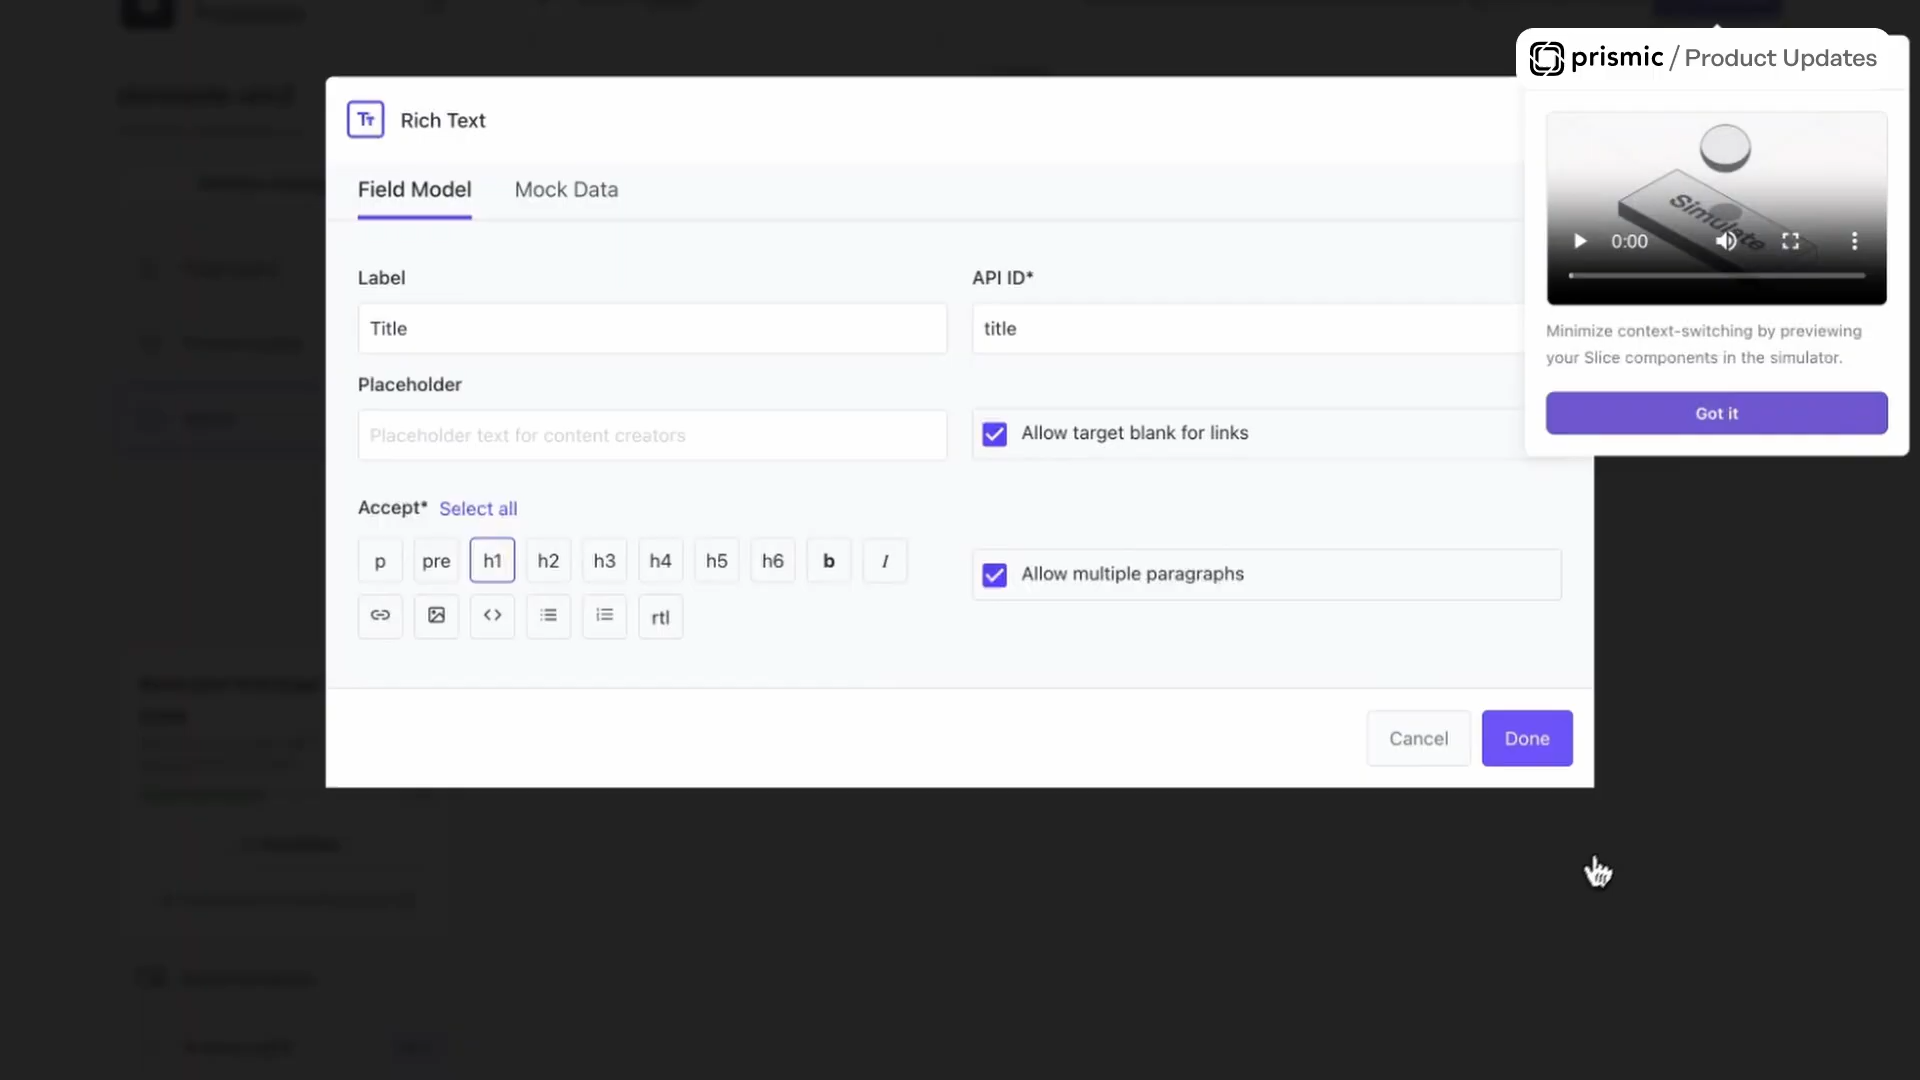 prismic / Product Updates
Rich Text
Field Model
Mock Data
Label
API ID*
Title
title
Placeholder
Placeholder text for content creators
Allow target blank for links
Accept* Select all
p pre h1 h2 h3 h4 h5 h6 b I
rtl
Allow multiple paragraphs
Cancel
Done
Simulate
0:00
Minimize context-switching by previewing
your Slice components in the simulator.
Got it